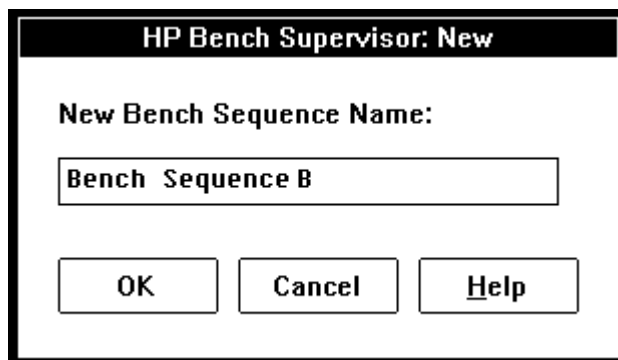 HP Bench Supervisor: New
New Bench Sequence Name:
Bench  Sequence B
OK Cancel Help